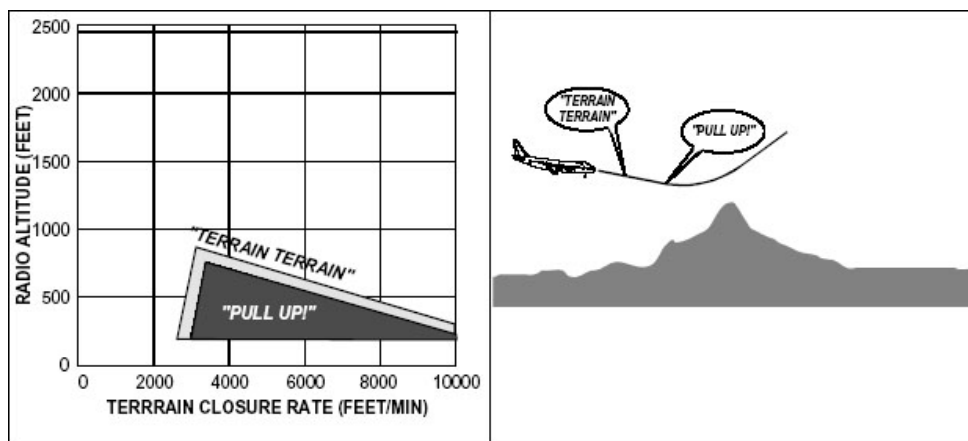 2500
2000
1500
1000
500
0
RADIO ALTITUDE (FEET)
"TERRAIN TERRAIN"
"PULL UP!"
0 2000 4000 6000 8000 10000
TERRRAIN CLOSURE RATE (FEET/MIN)
"TERRAIN
TERRAIN"
"PULL UP!"